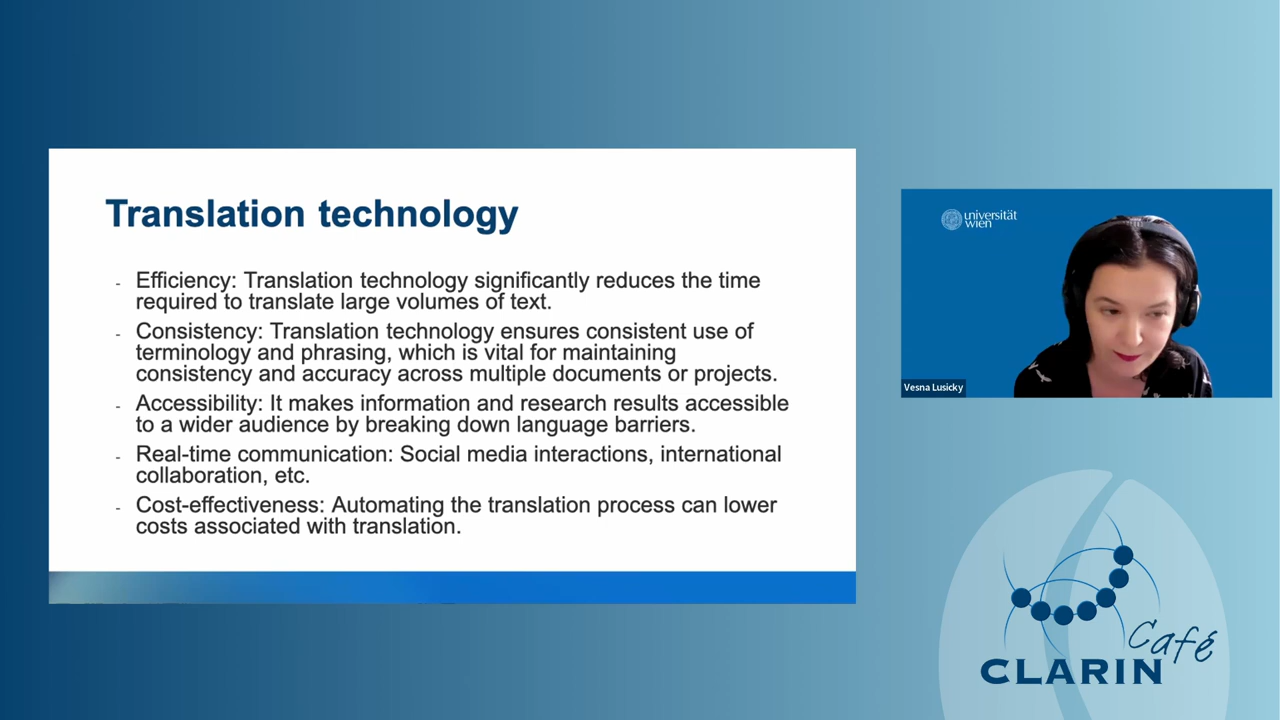 Translation technology
- Efficiency: Translation technology significantly reduces the time
required to translate large volumes of text.
- Consistency: Translation technology ensures consistent use of
terminology and phrasing, which is vital for maintaining
consistency and accuracy across multiple documents or projects.
- Accessibility: It makes information and research results accessible
to a wider audience by breaking down language barriers.
- Real-time communication: Social media interactions, international
collaboration, etc.
- Cost-effectiveness: Automating the translation process can lower
costs associated with translation.
universität
wien
Vesna Lusicky
Café
CLARIN